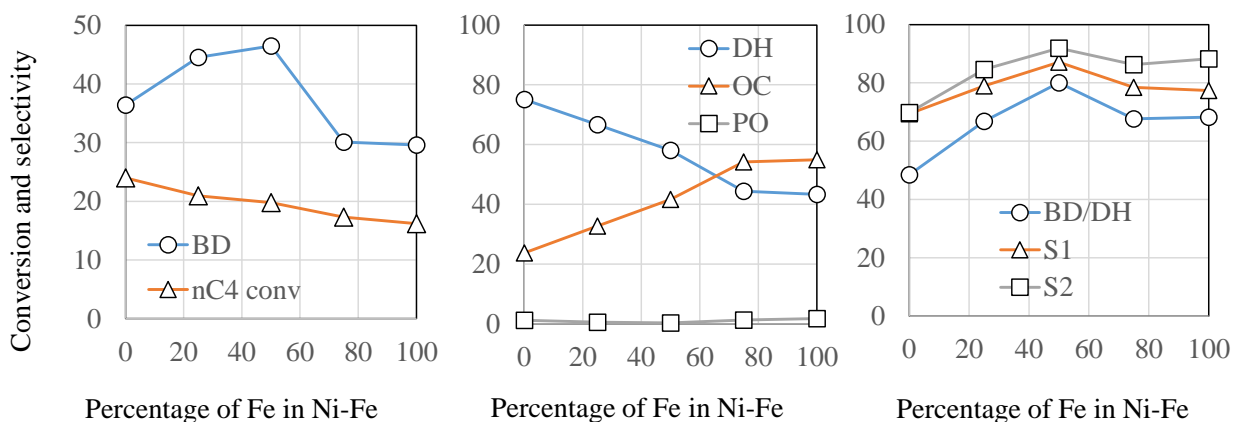 Conversion and selectivity
50
40
30
20
10
0
BD
nC4 conv
0 20 40 60 80 100
Percentage of Fe in Ni-Fe
100
80
60
40
20
0
DH
OC
PO
0 20 40 60 80 100
Percentage of Fe in Ni-Fe
100
80
60
40
20
0
BD/DH
S1
S2
0 20 40 60 80 100
Percentage of Fe in Ni-Fe